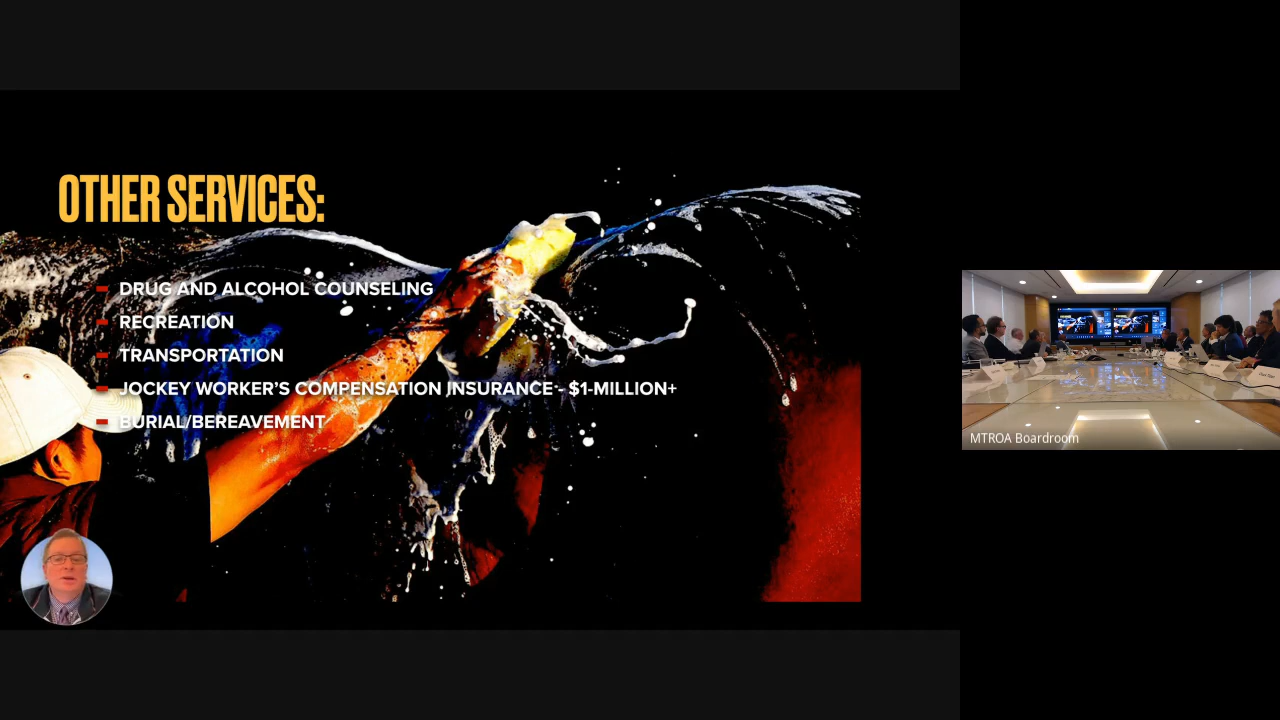 OTHER SERVICES:
DRUG AND ALCOHOL COUNSELING
RECREATION
TRANSPORTATION
JOCKEY WORKER'S COMPENSATION INSURANCE - $1-MILLION+
BURIAL/BEREAVEMENT
MTROA Boardroom